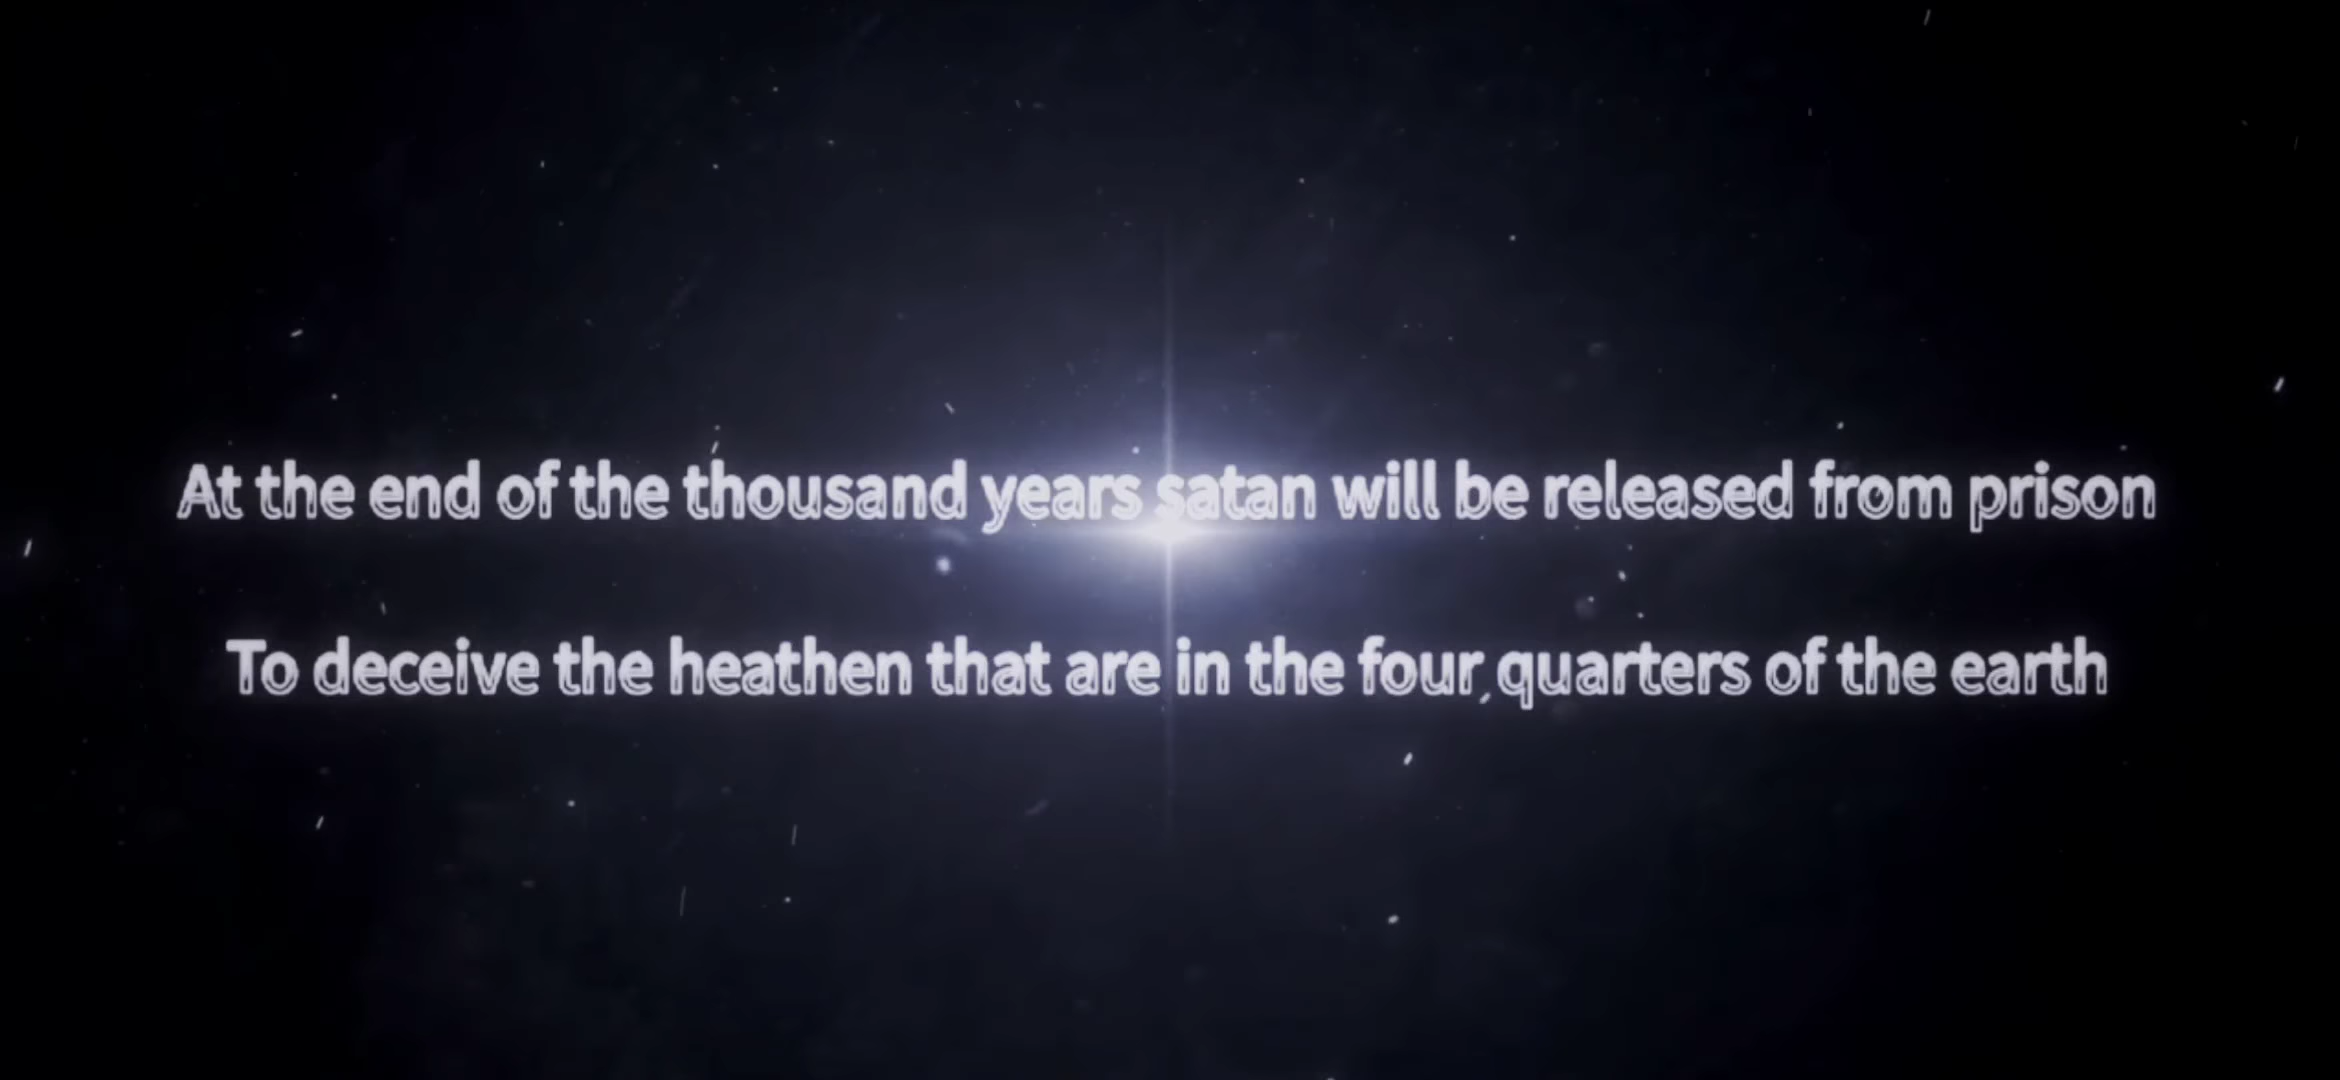 At the end of the thousand years satan will be released from prison
To deceive the heathen that are in the four quarters of the earth